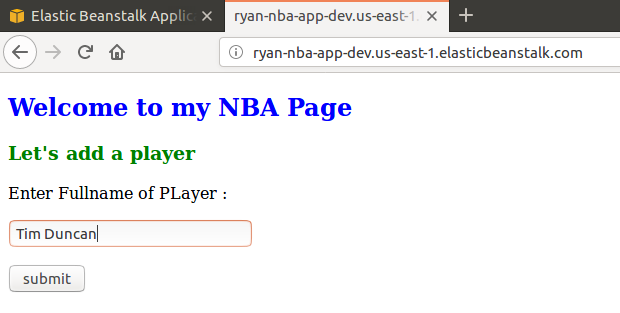 Elastic Beanstalk Applic
ryan-nba-app-dev.us-east-1.
ryan-nba-app-dev.us-east-1.elasticbeanstalk.com
Welcome to my NBA Page
Let's add a player
Enter Fullname of PLayer :
Tim Duncan
submit